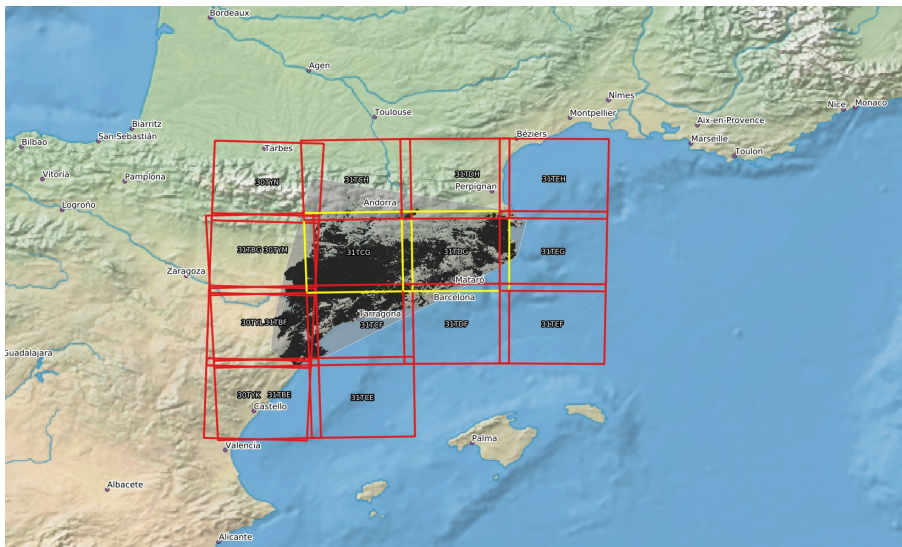 Bordeaux
Agen
Nîmes
Nice
Monaco
Toulouse
Montpellier
Aix-en-Provence
Biarritz
Béziers
San Sebastián
Marseille
Bilbao
Tarbes
Toulon
Vitoria
Pamplona
30TYN
31TCH
31TDH
31TEH
Perpignan
Logroño
Andorra
31TBG 30TYM
31TCG
31TDG
31TEG
Zaragoza
Mataró
Barcelona
Tarragona
30TYL 31TBF
31TCF
31TDF
31TEF
Guadalajara
30TYK 31TBE
31TCE
Castello
Palma
Valencia
Albacete
Alicante